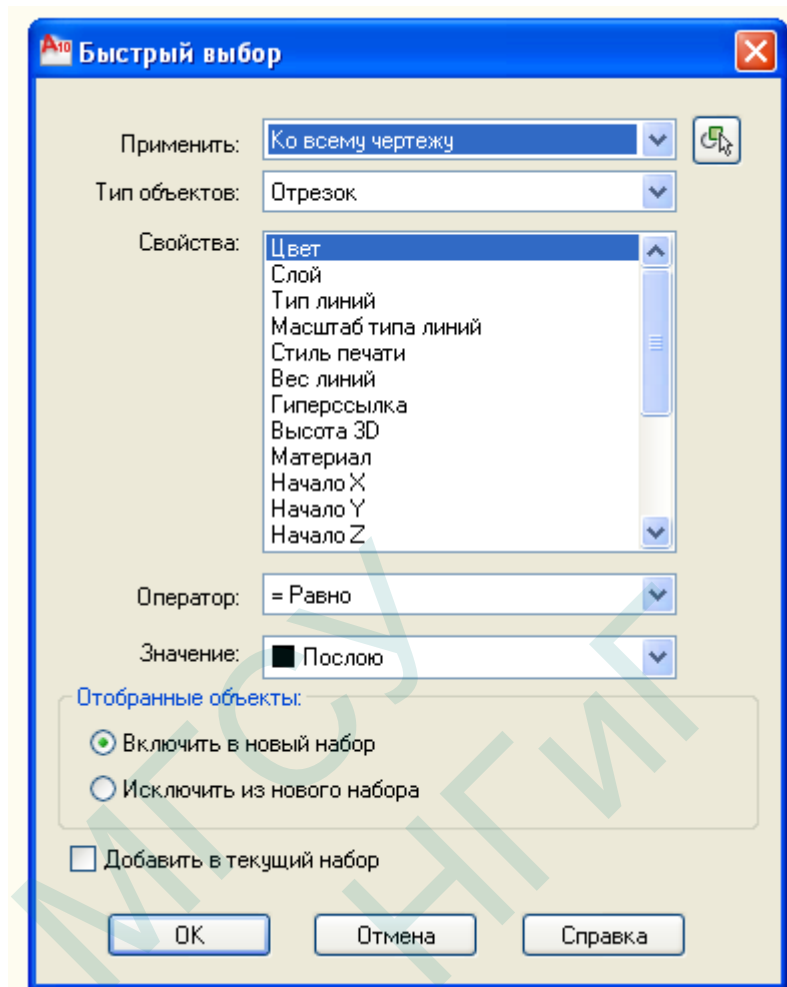 A10 Быстрый выбор
Применить: Ко всему чертежу
Тип объектов: Отрезок
Свойства: Цвет
Слой
Тип линий
Масштаб типа линий
Стиль печати
Вес линий
Гиперссылка
Высота 3D
Материал
Начало X
Начало Y
Начало Z
Оператор: = Равно
Значение: Послою
Отобранные объекты:
Включить в новый набор
Исключить из нового набора
Добавить в текущий набор
OK Отмена Справка
МГСУ
НГиГ